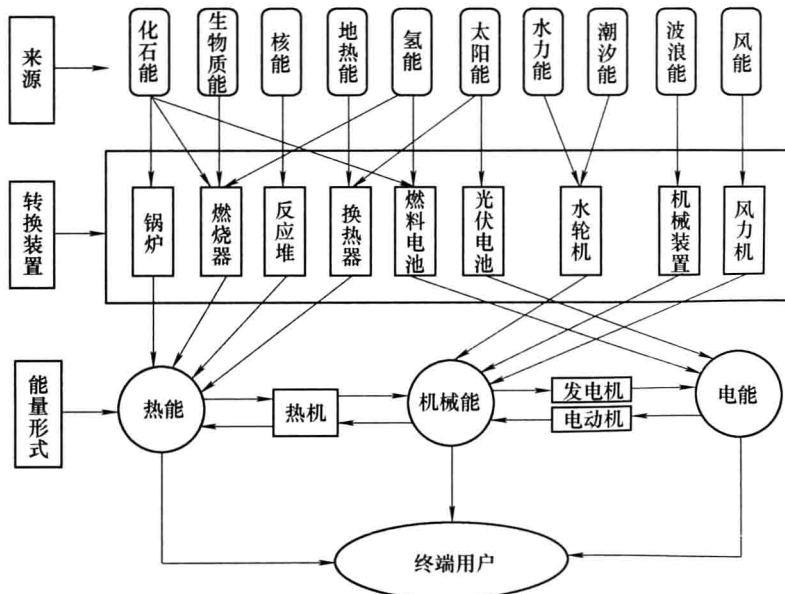 来源
化石能
生物质能
核能
地热能
氢能
太阳能
水力能
潮汐能
波浪能
风能
转换装置
锅炉
燃烧器
反应堆
换热器
燃料电池
光伏电池
水轮机
机械装置
风力机
能量形式
热能
热机
机械能
发电机
电动机
电能
终端用户